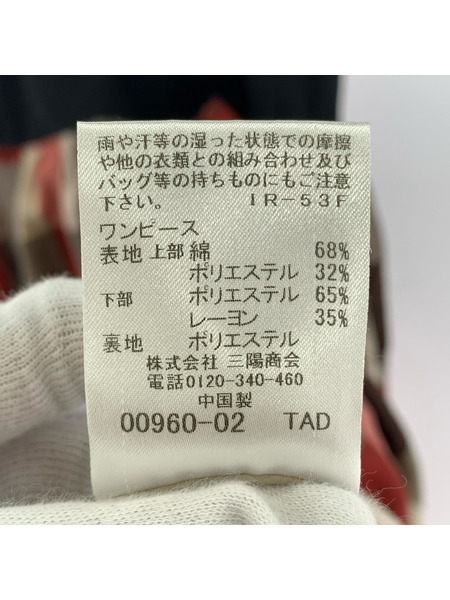 雨や汗等の湿った状態での摩擦
や他の衣類との組み合わせ及び
バッグ等の持ちものにもご注意
下さい。 IR-53F
ワンピース
表地 上部 綿 68%
ポリエステル 32%
下部 ポリエステル 65%
レーヨン 35%
裏地 ポリエステル
株式会社 三陽商会
電話0120-340-460
中国製
00960-02 TAD